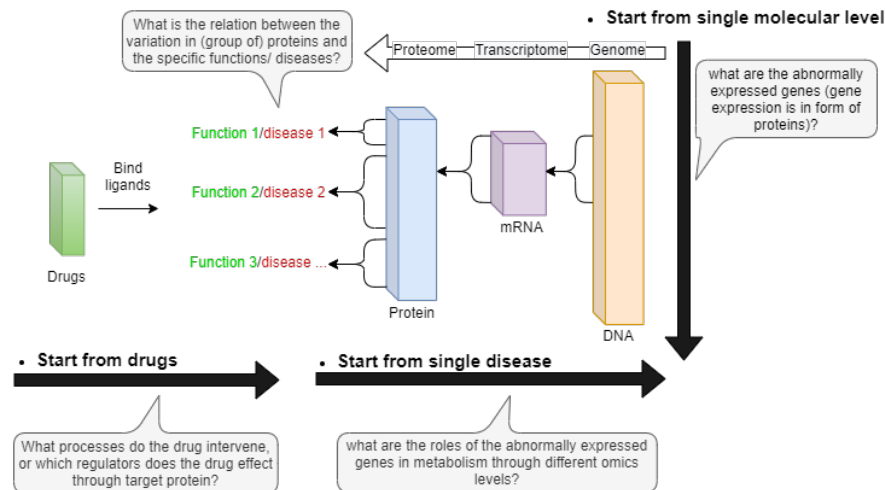 What is the relation between the
variation in (group of) proteins and
the specific functions/ diseases?
• Start from single molecular level
Proteome
Transcriptome
Genome
what are the abnormally
expressed genes (gene
expression is in form of
proteins)?
Function 1/disease 1
Bind
ligands
Function 2/disease 2
mRNA
Function 3/disease ...
Drugs
Protein
DNA
• Start from drugs
• Start from single disease
What processes do the drug intervene,
or which regulators does the drug effect
through target protein?
what are the roles of the abnormally expressed
genes in metabolism through different omics
levels?